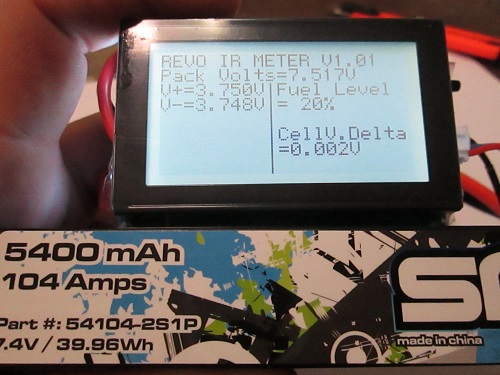 REVO IR METER V1.01
Pack Volts=7.517V
V+=3.750V Fuel Level
V-=3.748V = 20%
CellV.Delta
=0.002V
5400 mAh
104 Amps
Part #: 54104-2S1P
7.4V / 39.96Wh
made in china